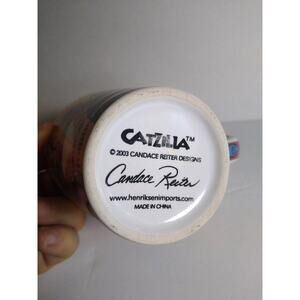 CATZILLA™
© 2003 CANDACE REITER DESIGNS
Candace Reiter
www.henriksenimports.com
MADE IN CHINA